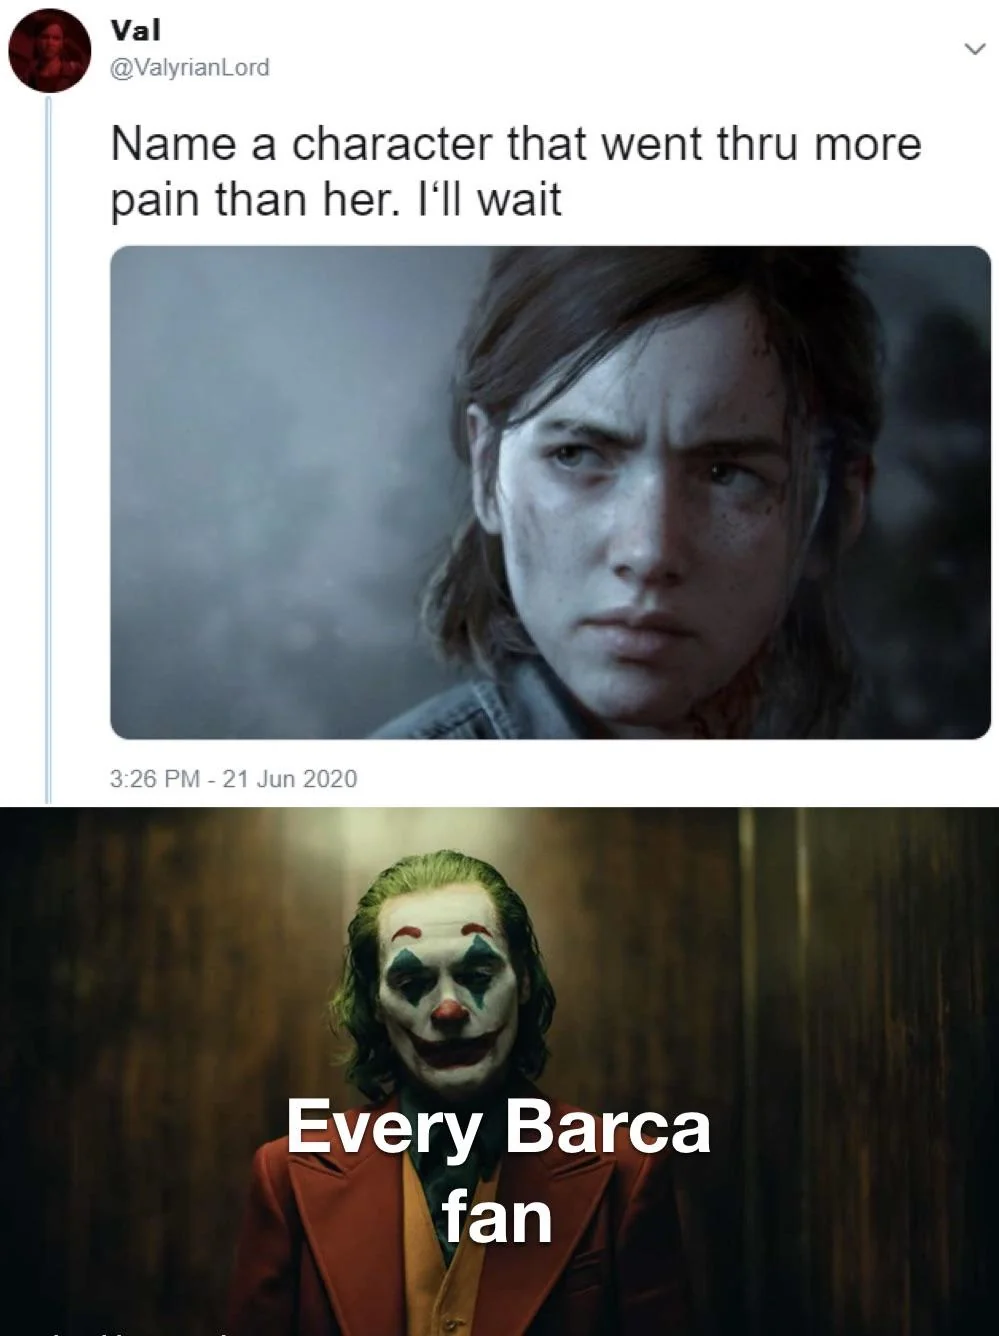 Val
@ValyrianLord
Name a character that went thru more
pain than her. I‘ll wait
3:26 PM - 21 Jun 2020
Every Barca
fan